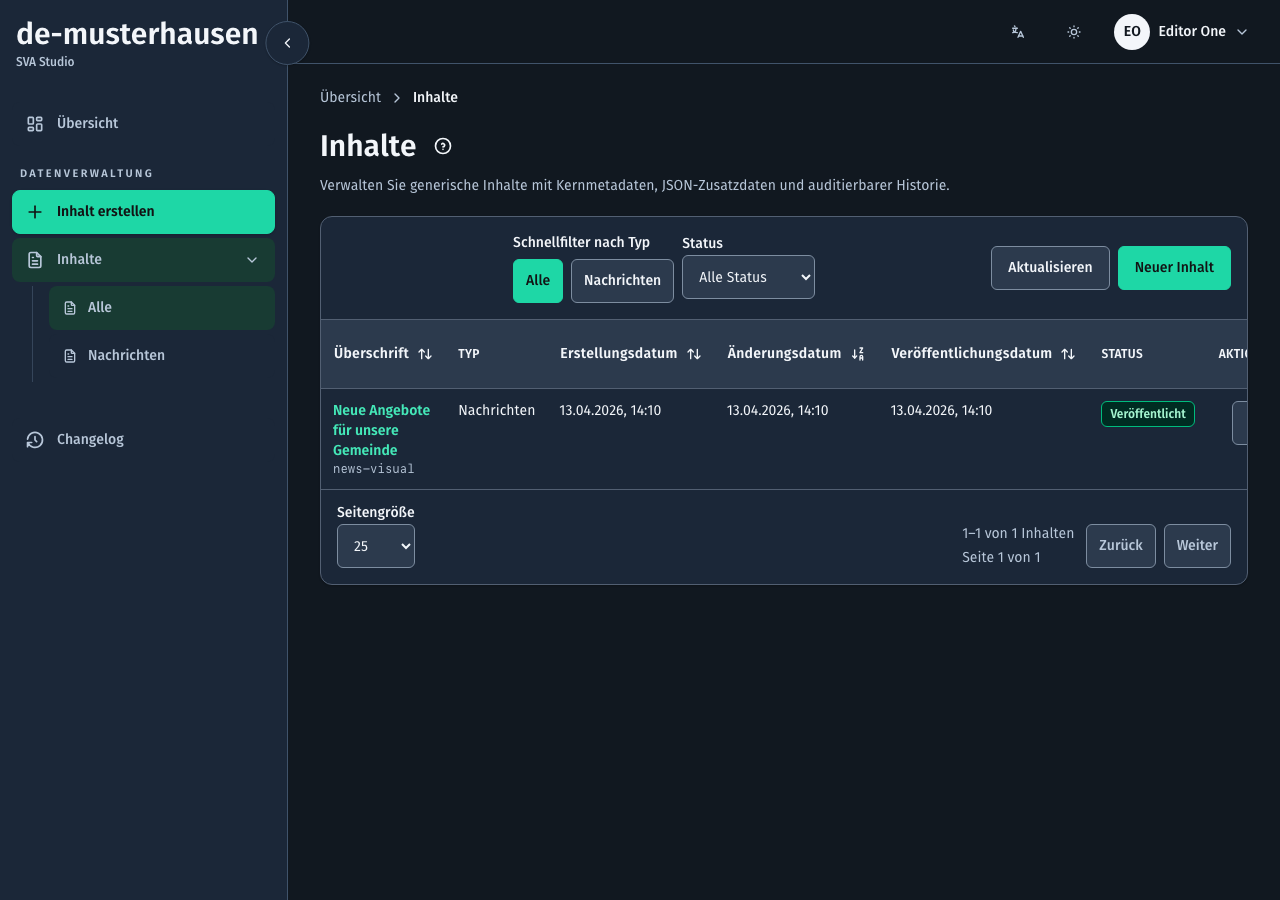 de-musterhausen
SVA Studio
Übersicht
DATENVERWALTUNG
Inhalt erstellen
Inhalte
Alle
Nachrichten
Changelog
EO Editor One
Übersicht > Inhalte
Inhalte
Verwalten Sie generische Inhalte mit Kernmetadaten, JSON-Zusatzdaten und auditierbarer Historie.
Schnellfilter nach Typ Status
Alle Nachrichten Alle Status Aktualisieren Neuer Inhalt
Überschrift TYP Erstellungsdatum Änderungsdatum Veröffentlichungsdatum STATUS
Neue Angebote Nachrichten 13.04.2026, 14:10 13.04.2026, 14:10 13.04.2026, 14:10 Veröffentlicht
für unsere
Gemeinde
news-visual
Seitengröße
25
1–1 von 1 Inhalten
Seite 1 von 1
Zurück Weiter